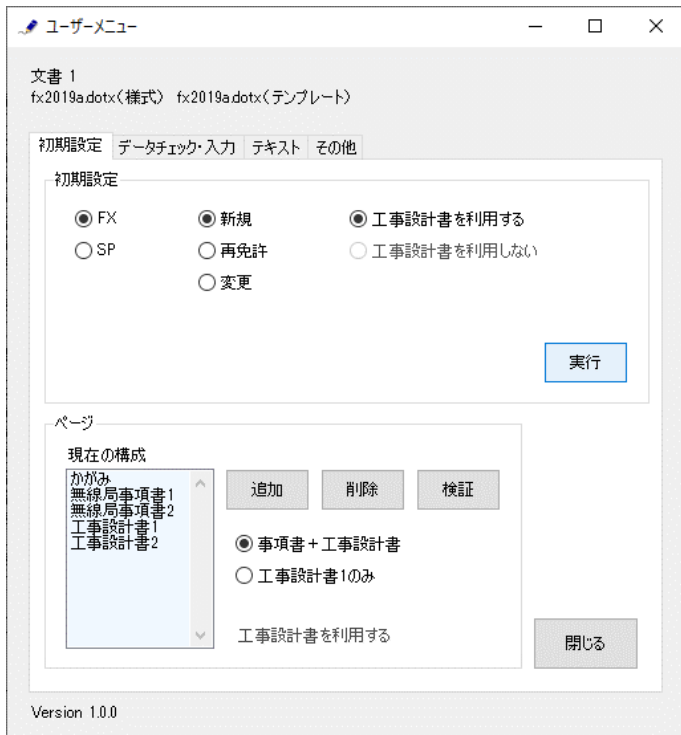 ユーザーメニュー
文書 1
fx2019a.dotx(様式) fx2019a.dotx(テンプレート)
初期設定 データチェック・入力 テキスト その他
初期設定
FX 新規 工事設計書を利用する
SP 再免許 工事設計書を利用しない
変更
実行
ページ
現在の構成
かがみ
無線局事項書1
無線局事項書2
工事設計書1
工事設計書2
追加 削除 検証
事項書+工事設計書
工事設計書1のみ
工事設計書を利用する
閉じる
Version 1.0.0